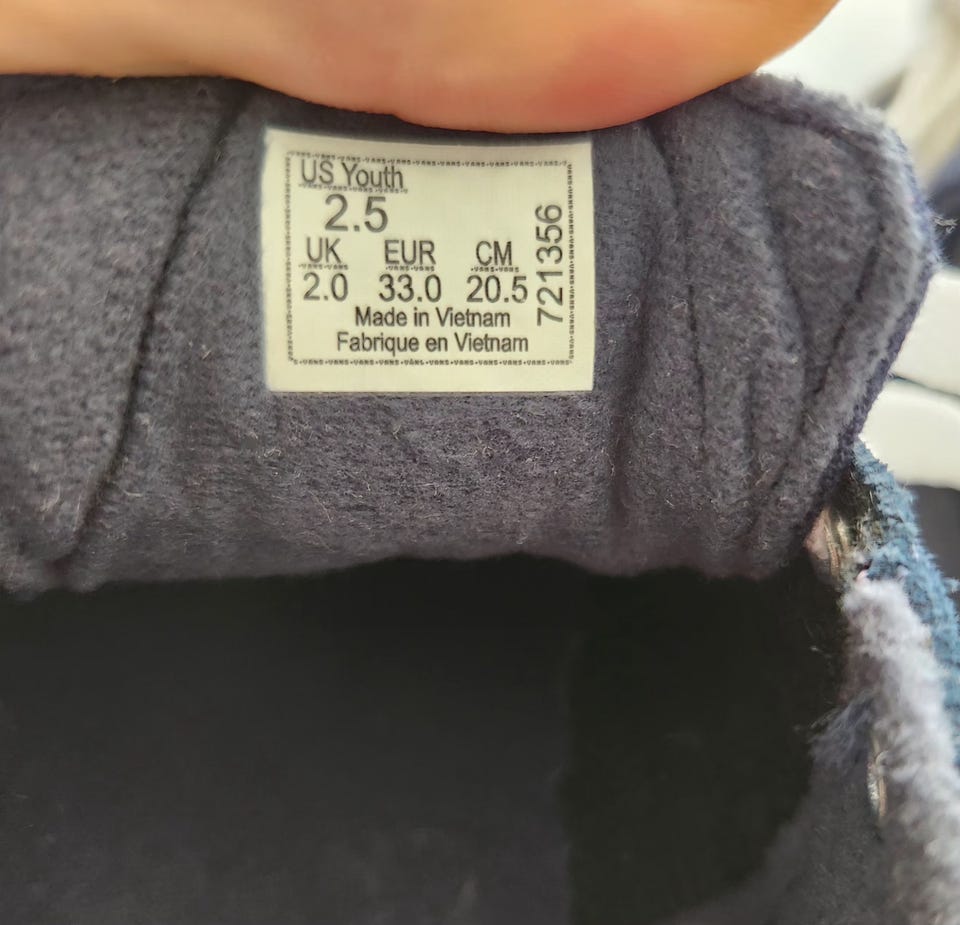 US Youth
2.5
UK EUR CM
2.0 33.0 20.5
Made in Vietnam
Fabrique en Vietnam
721356